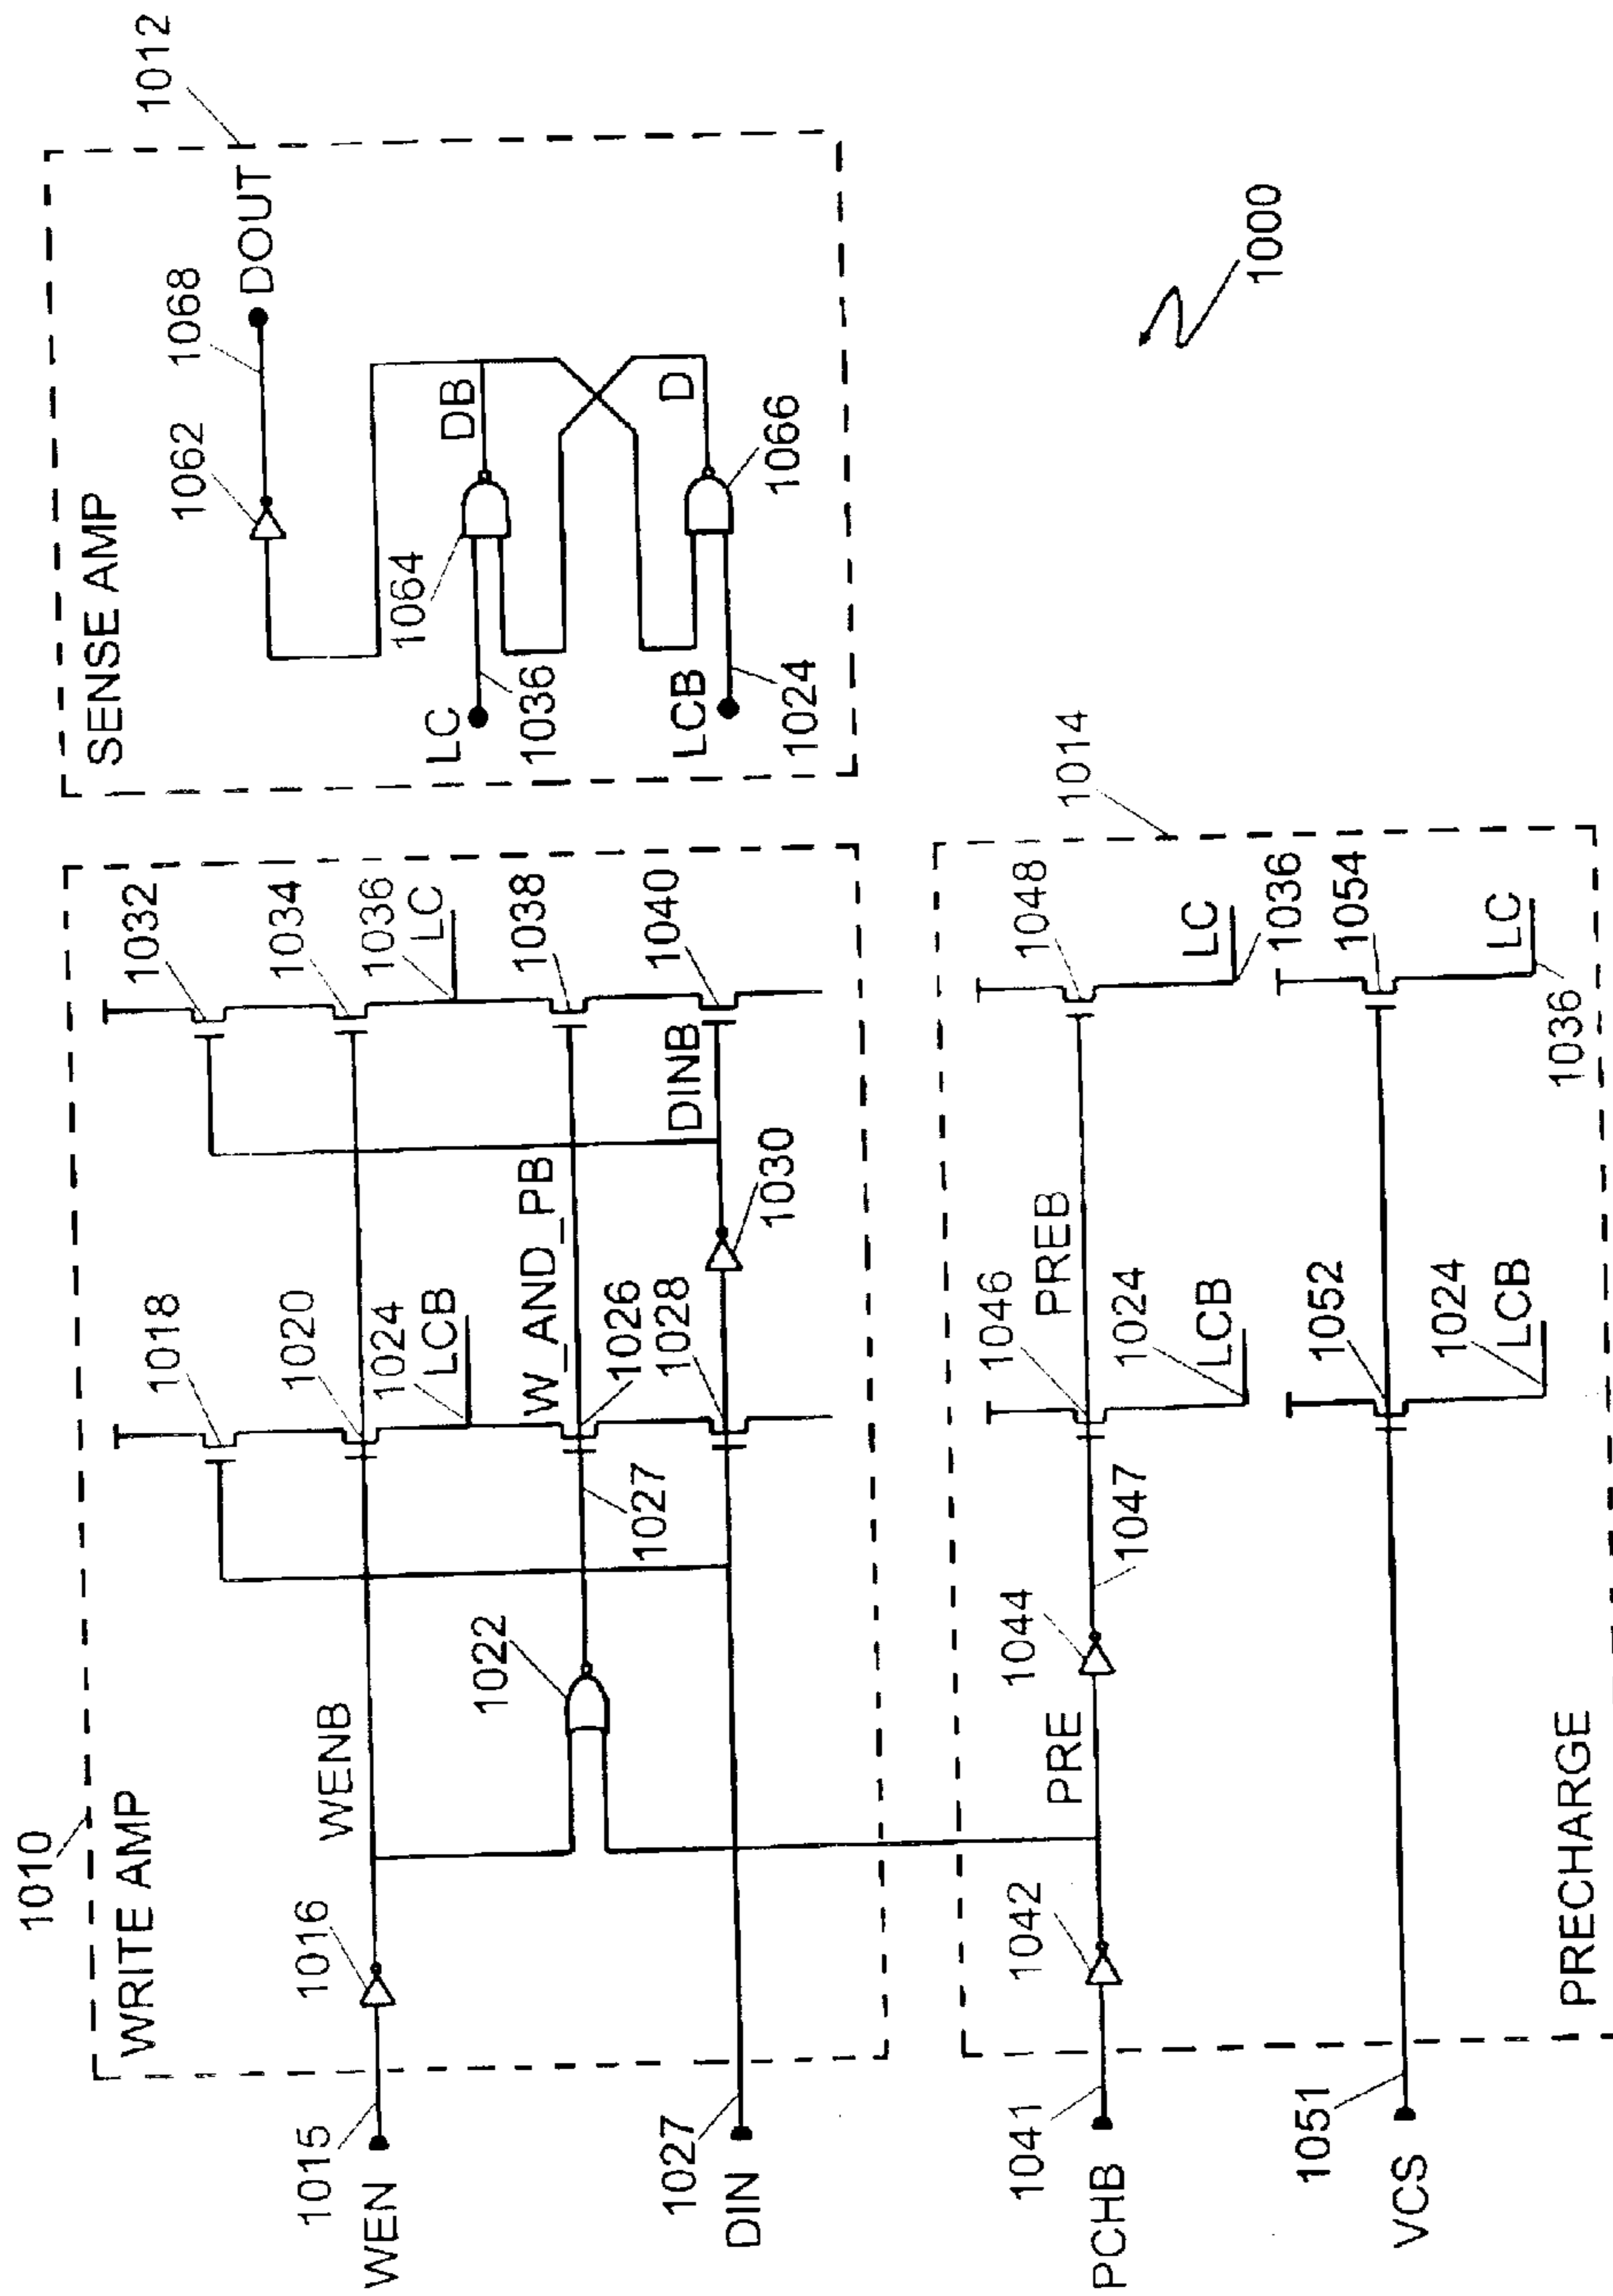 1010
WRITE AMP
WEN
1015
1016
WENB
1018
1020
1024
LCB
1032
1034
1036
LC
1022
1027
W_AND_PB
1026
1028
1038
1040
DINB
1030
1027
DIN
SENSE AMP
1012
1062
1068
DOUT
1064
DB
LC
1036
D
1066
LCB
1024
1000
1014
PCHB
1041
1042
PRE
1044
1047
1046
PREB
1048
1024
LCB
LC
1036
VCS
1051
1052
1054
1024
LCB
LC
1036
PRECHARGE